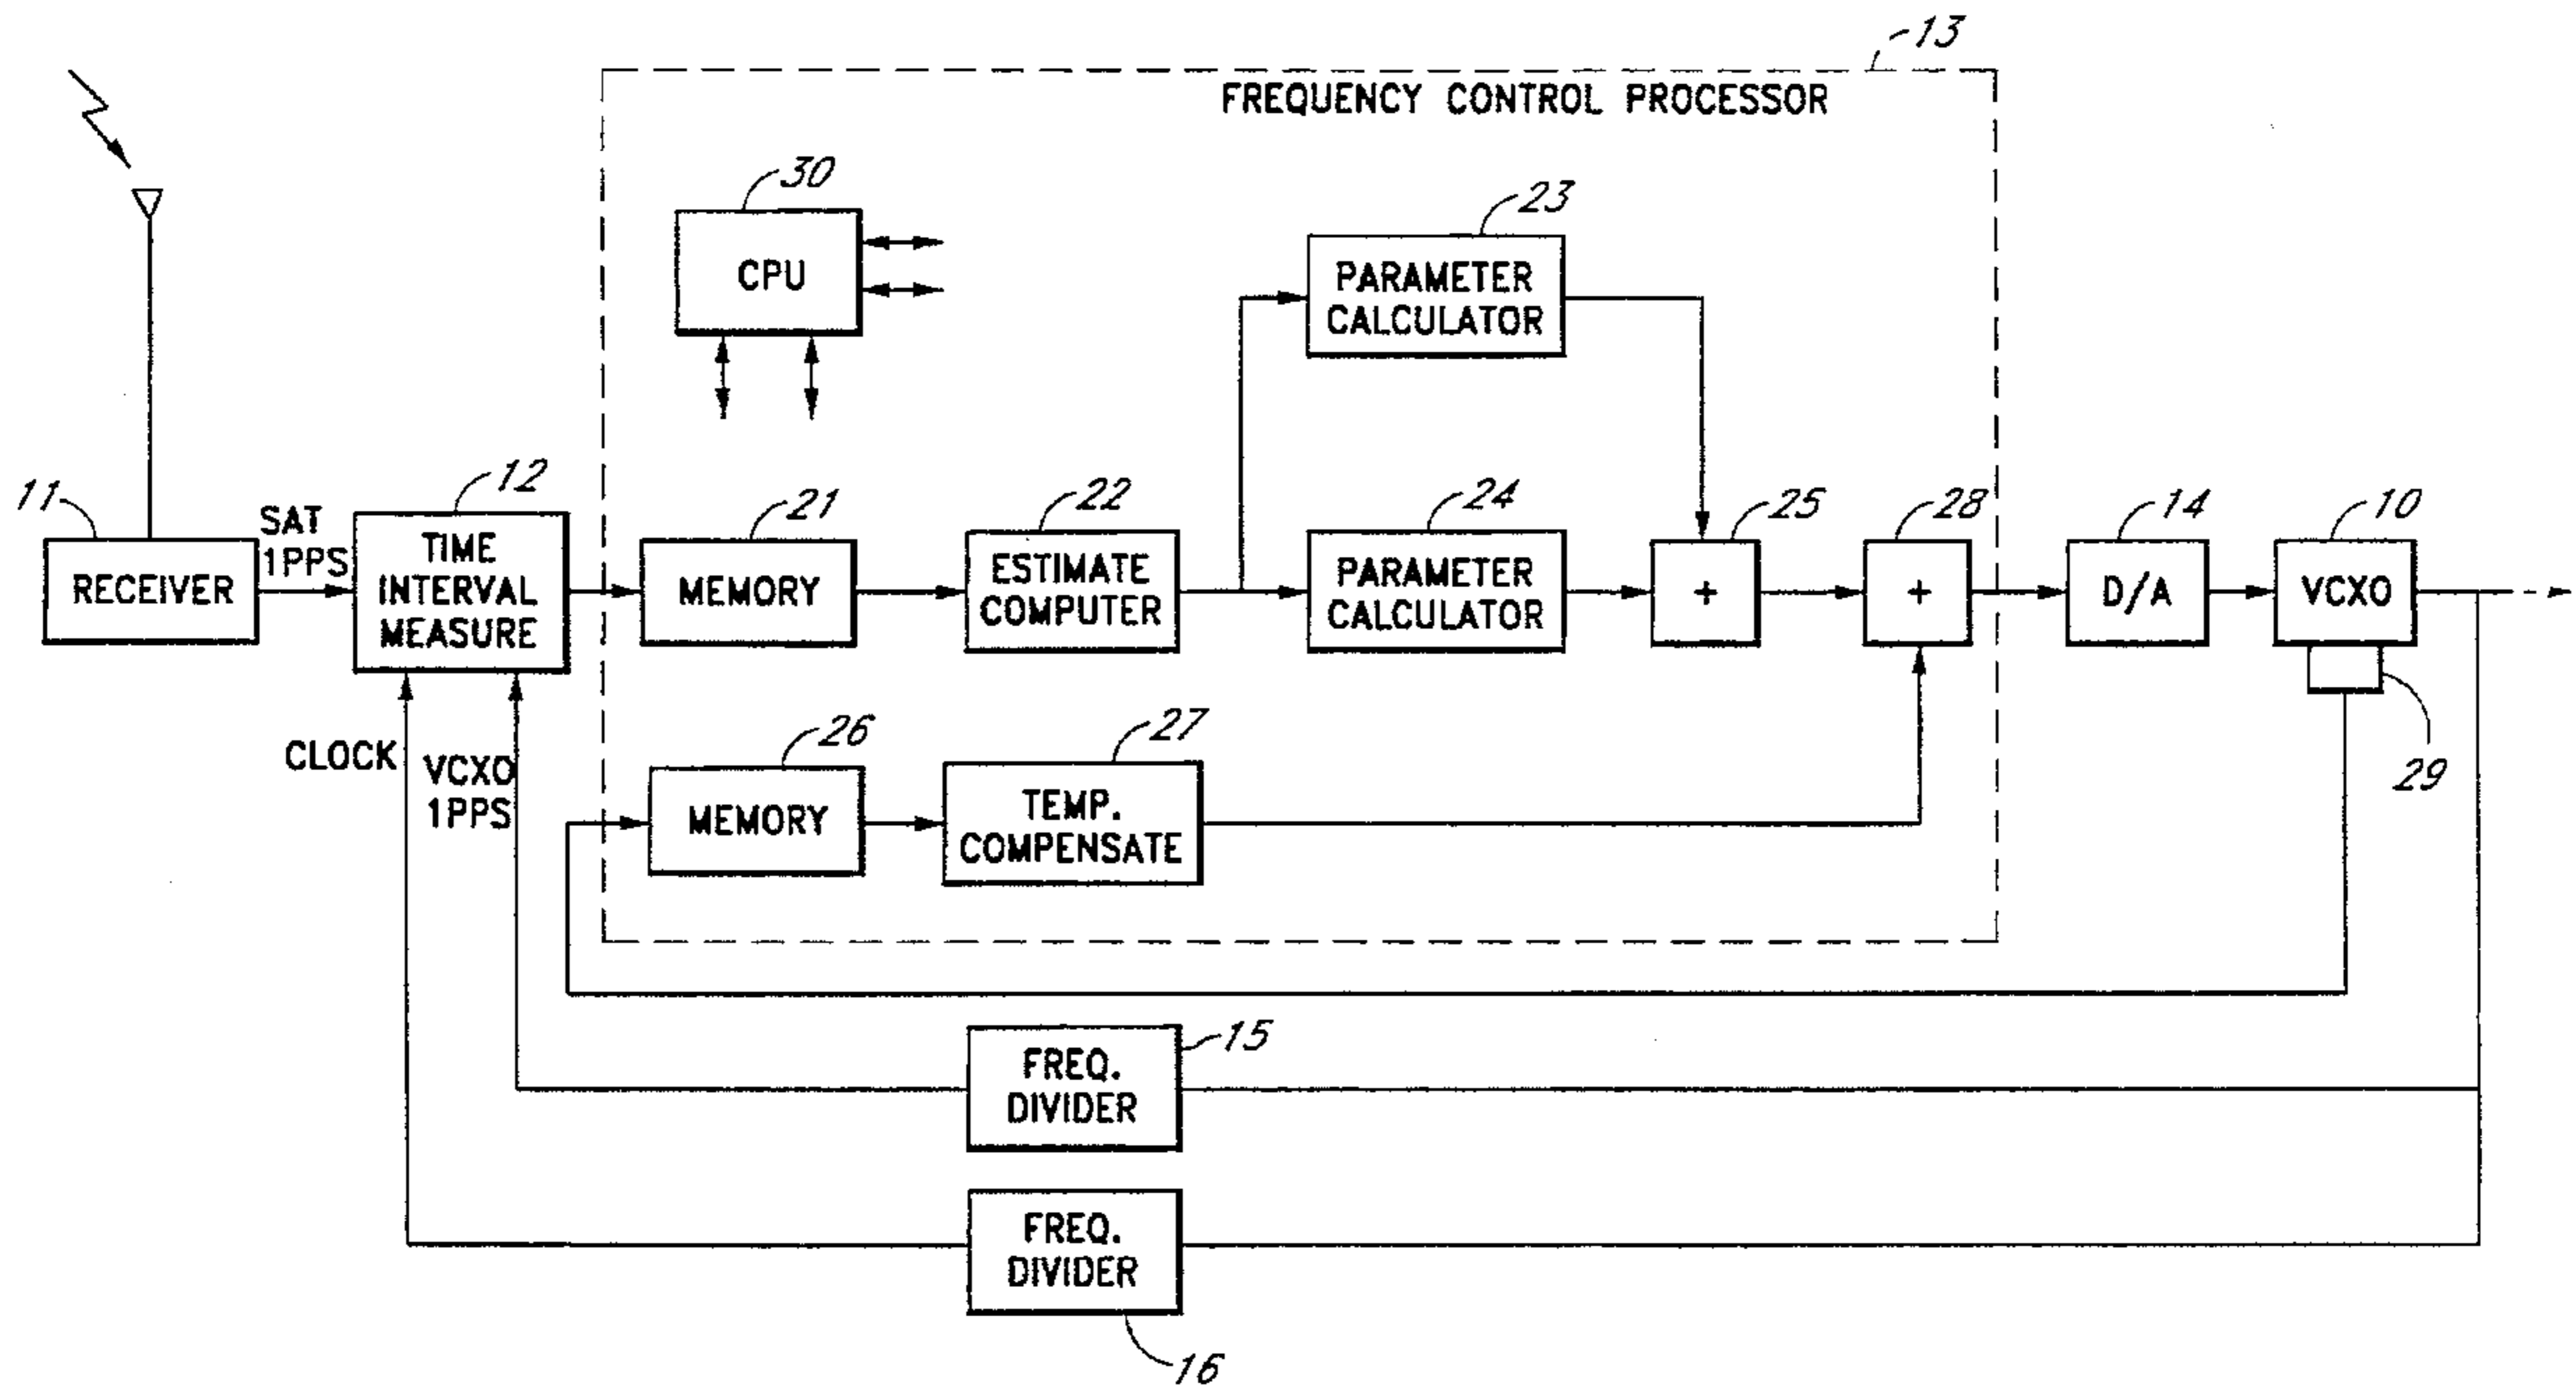 13
FREQUENCY CONTROL PROCESSOR
30
CPU
23
PARAMETER
CALCULATOR
11
RECEIVER
SAT
1PPS
12
TIME
INTERVAL
MEASURE
21
MEMORY
22
ESTIMATE
COMPUTER
24
PARAMETER
CALCULATOR
25
+
28
+
14
D/A
10
VCXO
29
CLOCK
VCXO
1PPS
26
MEMORY
27
TEMP.
COMPENSATE
15
FREQ.
DIVIDER
FREQ.
DIVIDER
16